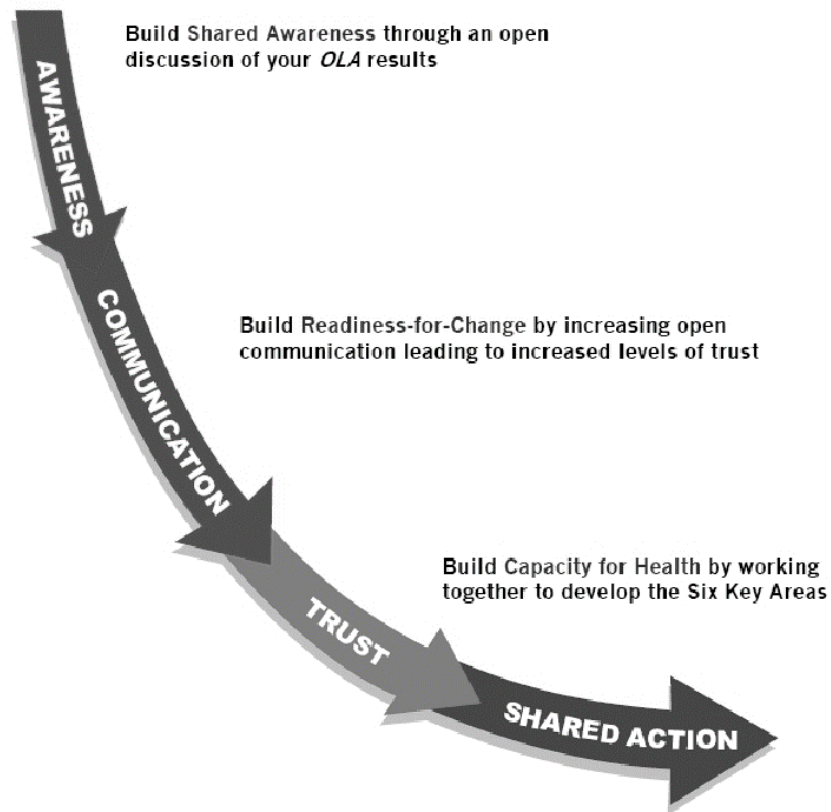 Build Shared Awareness through an open
discussion of your OLA results
AWARENESS
COMMUNICATION
Build Readiness-for-Change by increasing open
communication leading to increased levels of trust
Build Capacity for Health by working
together to develop the Six Key Areas
TRUST
SHARED ACTION